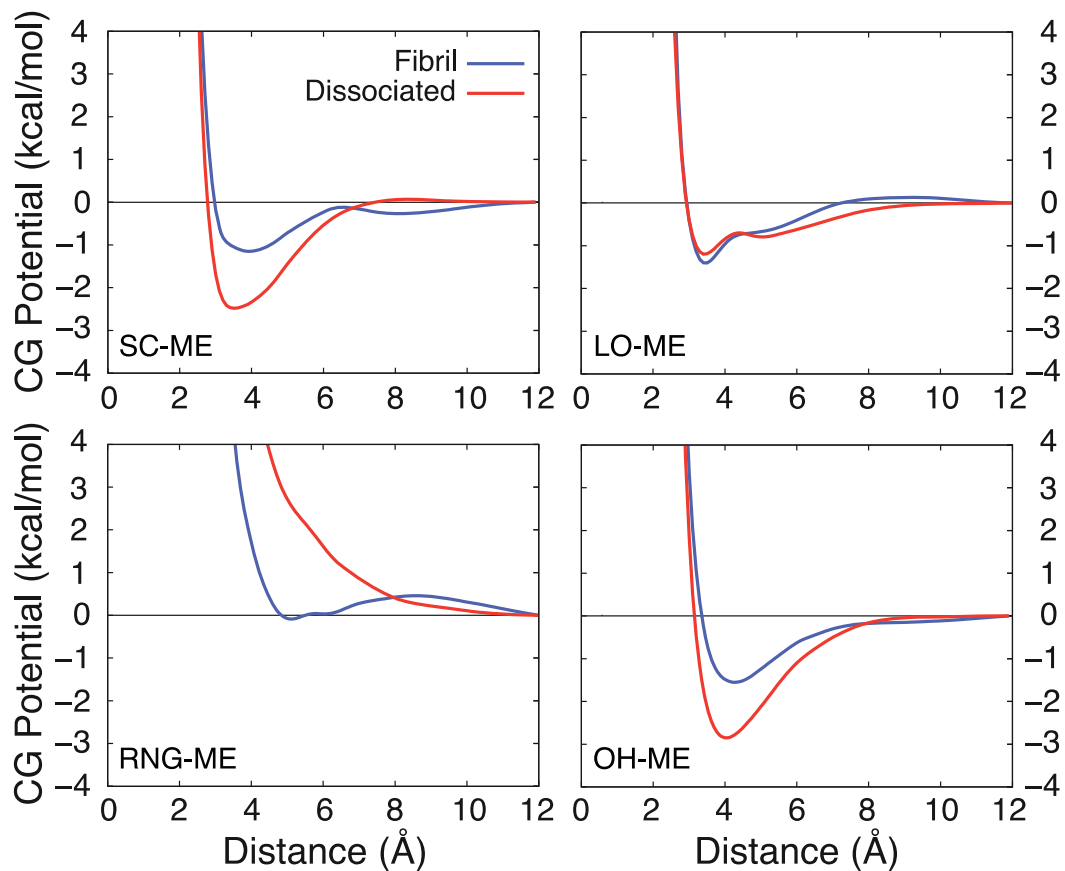 4
3
2
1
0
−1
−2
−3
−4
CG Potential (kcal/mol)
Fibril
Dissociated
SC-ME
0 2 4 6 8 10 12
4
3
2
1
0
−1
−2
−3
−4
LO-ME
0 2 4 6 8 10 12
4
3
2
1
0
−1
−2
−3
−4
CG Potential (kcal/mol)
RNG-ME
0 2 4 6 8 10 12
Distance (Å)
4
3
2
1
0
−1
−2
−3
−4
OH-ME
0 2 4 6 8 10 12
Distance (Å)